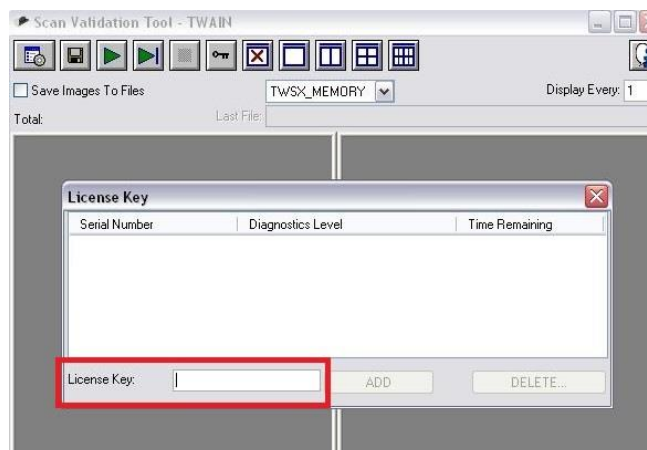 Scan Validation Tool - TWAIN
Save Images To Files
TWSX_MEMORY
Display Every: 1
Total:
Last File:
License Key
Serial Number
Diagnostics Level
Time Remaining
License Key:
ADD
DELETE...